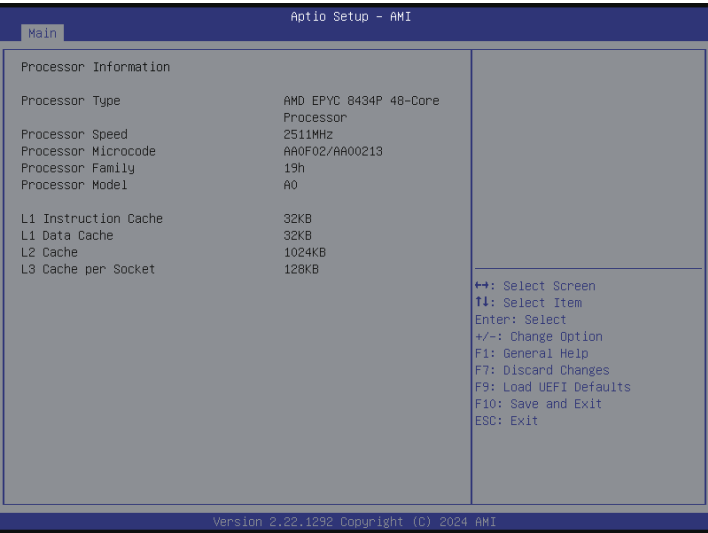 Aptio Setup – AMI
Main
Processor Information
Processor Type AMD EPYC 8434P 48-Core
Processor
Processor Speed 2511MHz
Processor Microcode AA0F02/AA00213
Processor Family 19h
Processor Model A0
L1 Instruction Cache 32KB
L1 Data Cache 32KB
L2 Cache 1024KB
L3 Cache per Socket 128KB
↔: Select Screen
↑↓: Select Item
Enter: Select
+/-: Change Option
F1: General Help
F7: Discard Changes
F9: Load UEFI Defaults
F10: Save and Exit
ESC: Exit
Version 2.22.1292 Copyright (C) 2024 AMI